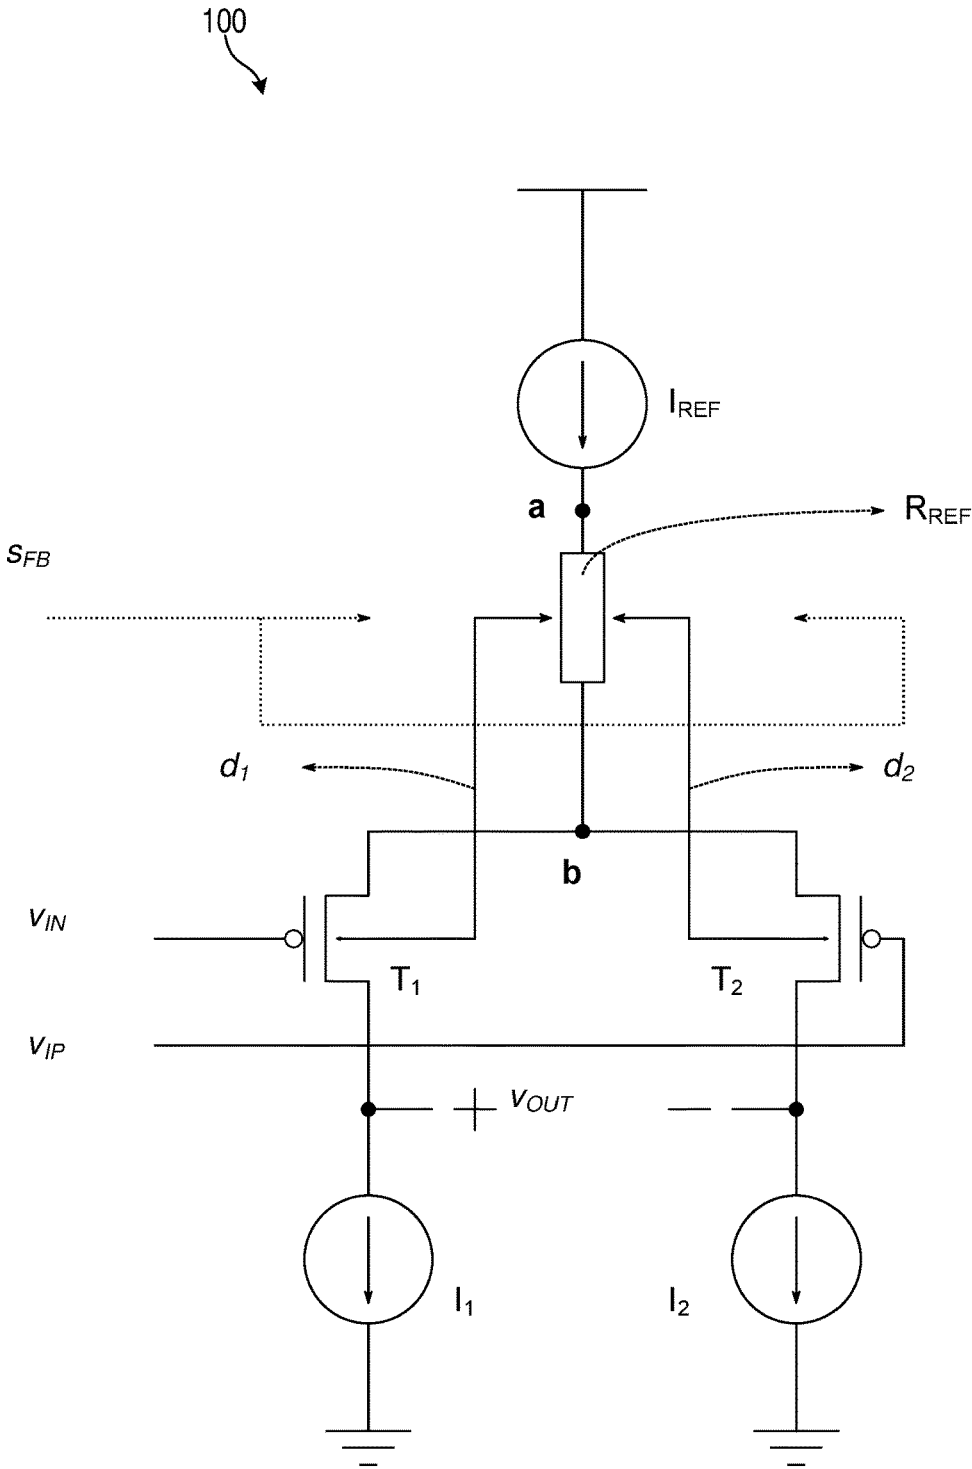 100
I_REF
a
R_REF
s_FB
d_1
d_2
b
v_IN
T_1
T_2
v_IP
+ v_OUT —
I_1
I_2